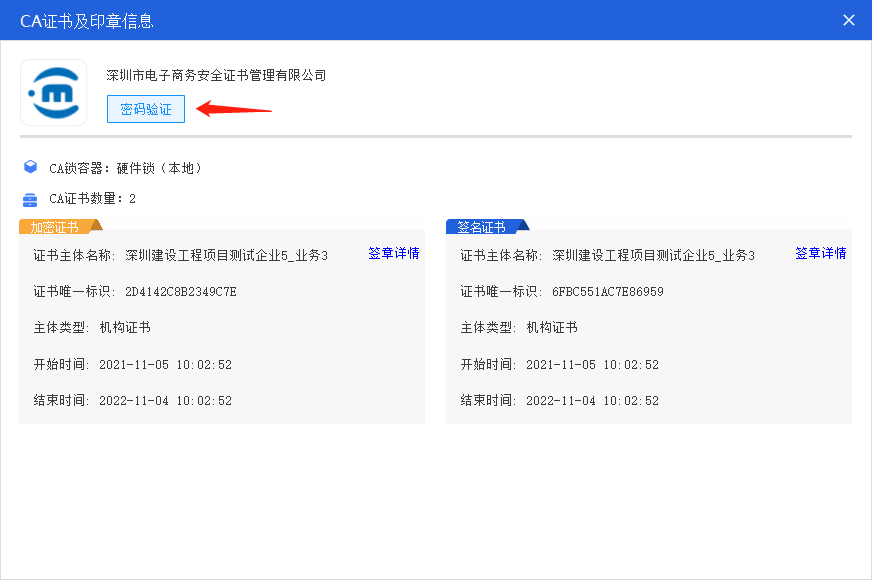 CA证书及印章信息
深圳市电子商务安全证书管理有限公司
密码验证
CA锁容器：硬件锁（本地）
CA证书数量：2
加密证书
证书主体名称: 深圳建设工程项目测试企业5_业务3
签章详情
证书唯一标识: 2D4142C8B2349C7E
主体类型: 机构证书
开始时间: 2021-11-05 10:02:52
结束时间: 2022-11-04 10:02:52
签名证书
证书主体名称: 深圳建设工程项目测试企业5_业务3
签章详情
证书唯一标识: 6FBC551AC7E86959
主体类型: 机构证书
开始时间: 2021-11-05 10:02:52
结束时间: 2022-11-04 10:02:52